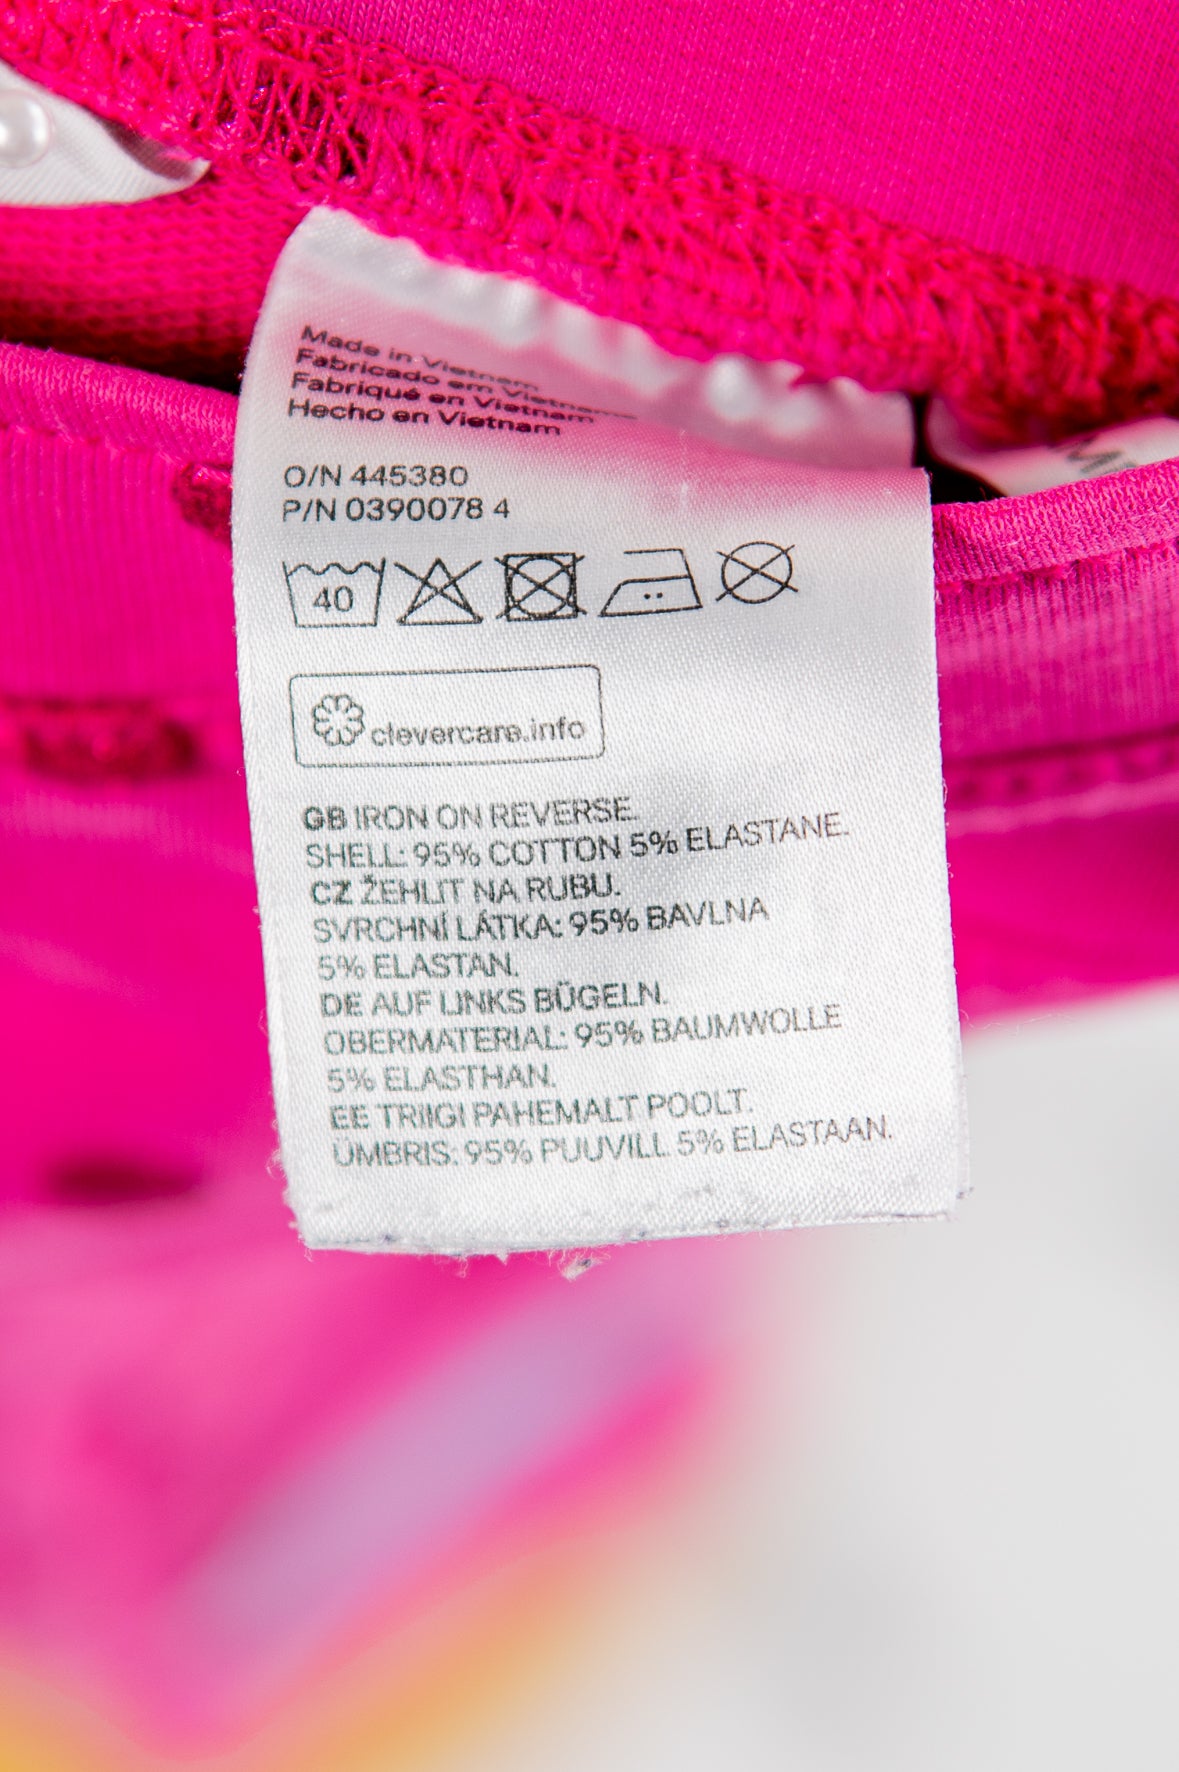 Made in Vietnam
Fabricado em Vietname
Fabriqué en Vietnam
Hecho en Vietnam
O/N 445380
P/N 0390078 4
40
clevercare.info
GB IRON ON REVERSE.
SHELL: 95% COTTON 5% ELASTANE.
CZ ŽEHLIT NA RUBU.
SVRCHNÍ LÁTKA: 95% BAVLNA
5% ELASTAN.
DE AUF LINKS BÜGELN.
OBERMATERIAL: 95% BAUMWOLLE
5% ELASTHAN.
EE TRIIGI PAHEMALT POOLT.
ÜMBRIS: 95% PUUVILL 5% ELASTAAN.